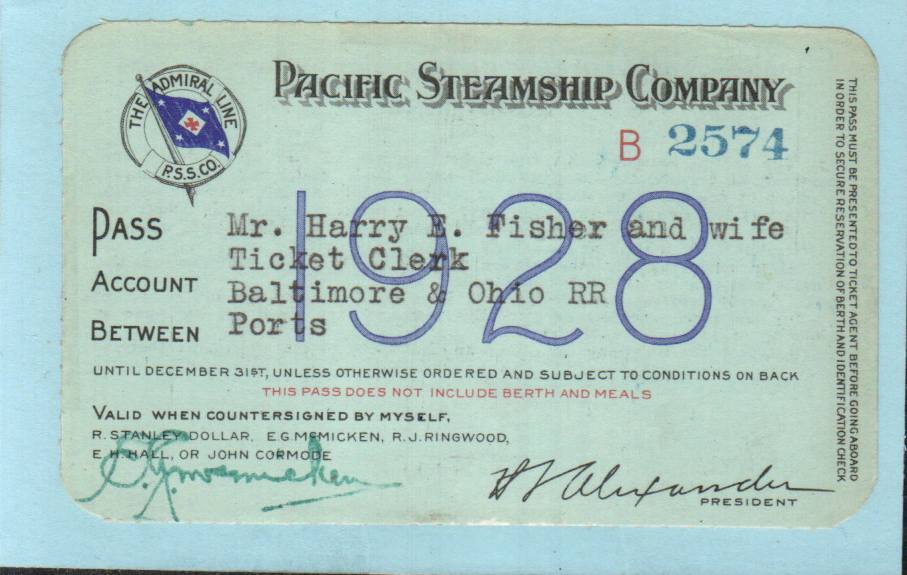 THE ADMIRAL LINE
P.S.S.CO.
PACIFIC STEAMSHIP COMPANY
B 2574
1928
PASS Mr. Harry E. Fisher and wife
Ticket Clerk
ACCOUNT Baltimore & Ohio RR
BETWEEN Ports
UNTIL DECEMBER 31ST, UNLESS OTHERWISE ORDERED AND SUBJECT TO CONDITIONS ON BACK
THIS PASS DOES NOT INCLUDE BERTH AND MEALS
VALID WHEN COUNTERSIGNED BY MYSELF,
R. STANLEY DOLLAR, E.G. MCMICKEN, R.J. RINGWOOD,
E.H. HALL, OR JOHN CORMODE
E.G. McMicken
H F Alexander
PRESIDENT
THIS PASS MUST BE PRESENTED TO TICKET AGENT BEFORE GOING ABOARD
IN ORDER TO SECURE RESERVATION OF BERTH AND IDENTIFICATION CHECK